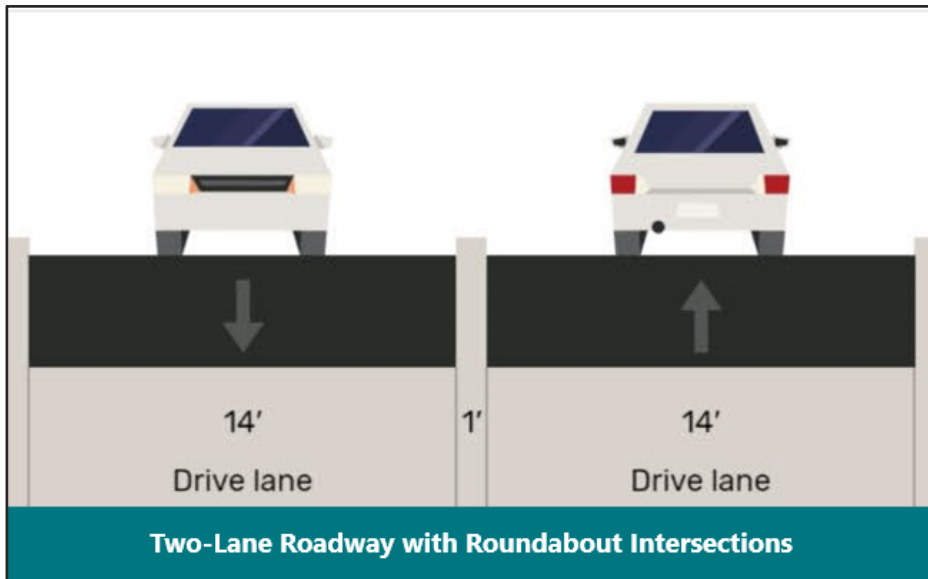 14′ 1′ 14′
Drive lane Drive lane
Two-Lane Roadway with Roundabout Intersections